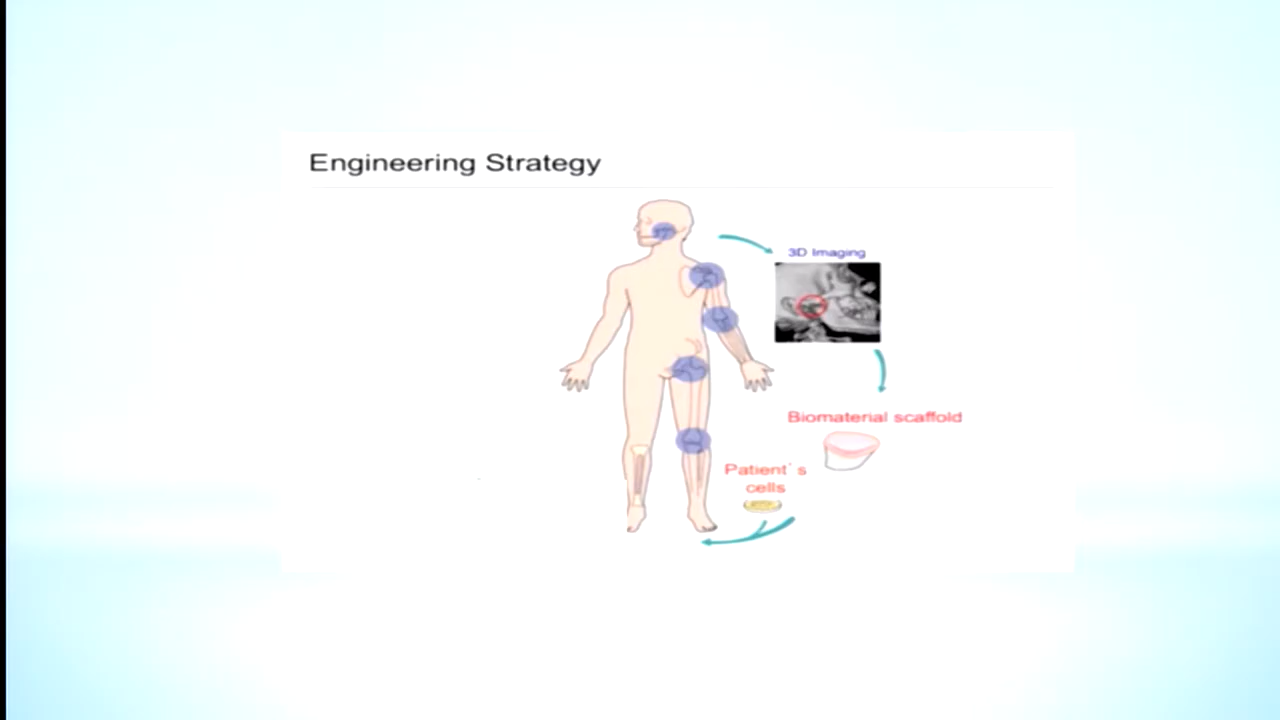 Engineering Strategy
3D Imaging
Biomaterial scaffold
Patient's
cells